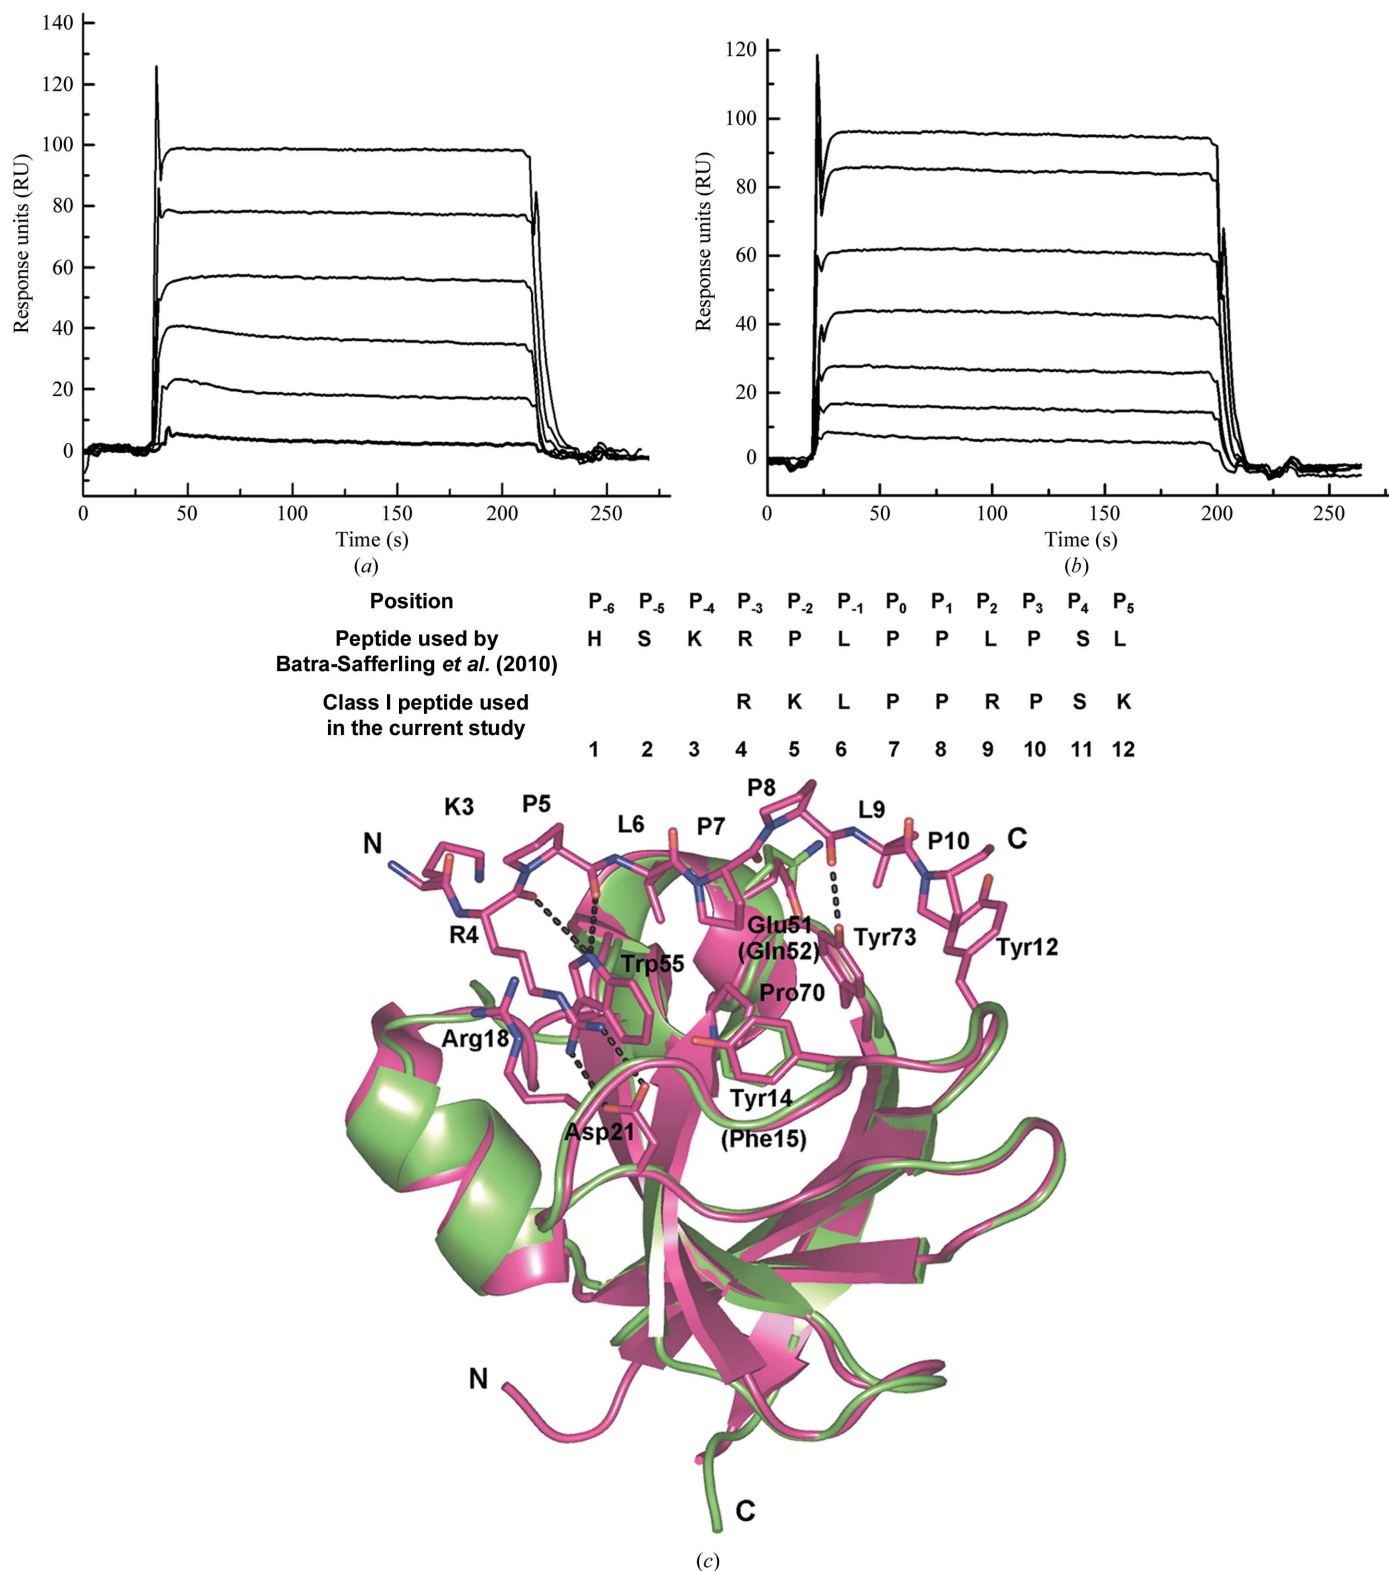 140
120
100
80
60
40
20
0
Response units (RU)
0 50 100 150 200 250
Time (s)
(a)
120
100
80
60
40
20
0
Response units (RU)
0 50 100 150 200 250
Time (s)
(b)
Position P-6 P-5 P-4 P-3 P-2 P-1 P0 P1 P2 P3 P4 P5
Peptide used by H S K R P L P P L P S L
Batra-Safferling et al. (2010)
Class I peptide used R K L P P R P S K
in the current study
1 2 3 4 5 6 7 8 9 10 11 12
P8
K3
P5
L9
L6
P7
N
P10
C
R4
Glu51
(Gln52)
Tyr73
Tyr12
Trp55
Pro70
Arg18
Tyr14
(Phe15)
Asp21
N
C
(c)